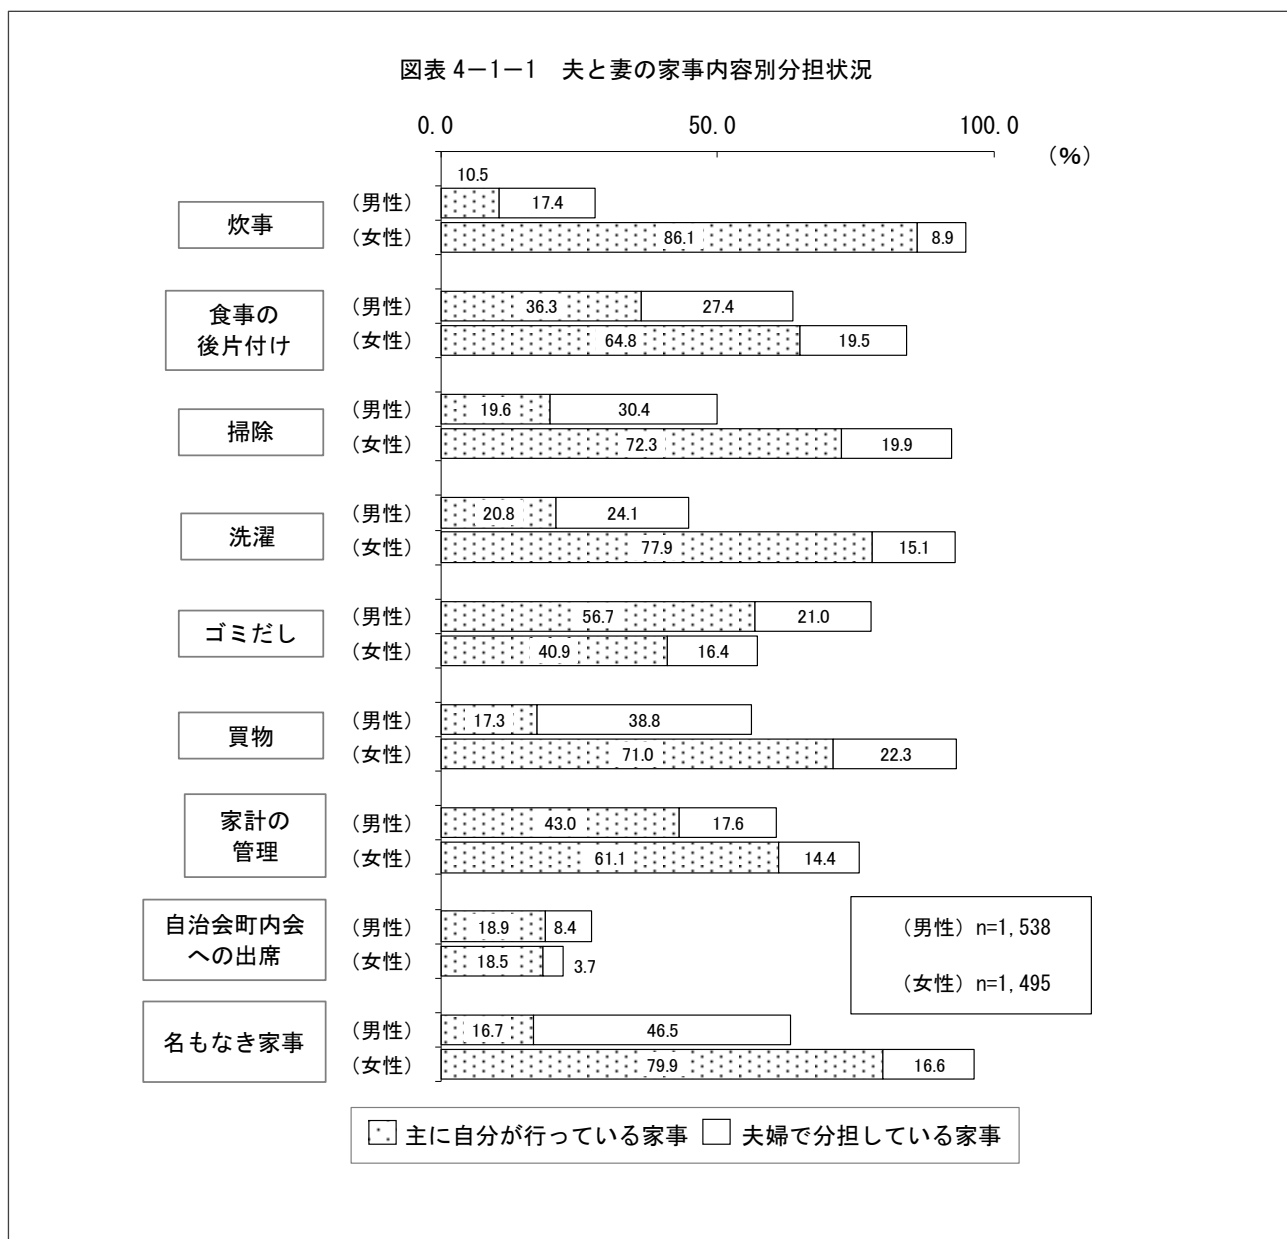 図表 4－1－1　夫と妻の家事内容別分担状況
0.0 50.0 100.0
（%）
炊事
（男性） 10.5 17.4
（女性） 86.1 8.9
食事の
後片付け
（男性） 36.3 27.4
（女性） 64.8 19.5
掃除
（男性） 19.6 30.4
（女性） 72.3 19.9
洗濯
（男性） 20.8 24.1
（女性） 77.9 15.1
ゴミだし
（男性） 56.7 21.0
（女性） 40.9 16.4
買物
（男性） 17.3 38.8
（女性） 71.0 22.3
家計の
管理
（男性） 43.0 17.6
（女性） 61.1 14.4
自治会町内会
への出席
（男性） 18.9 8.4
（女性） 18.5 3.7
名もなき家事
（男性） 16.7 46.5
（女性） 79.9 16.6
（男性）n=1,538
（女性）n=1,495
主に自分が行っている家事 夫婦で分担している家事